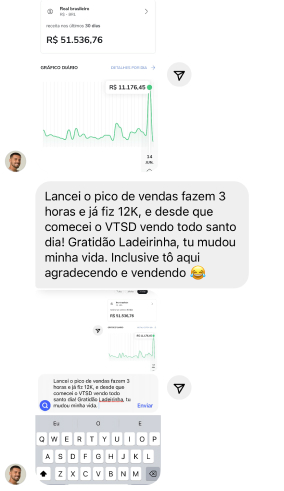 Real brasileiro
R$ - BRL
receita nos últimos 30 dias
R$ 51.536,76
GRÁFICO DIÁRIO
DETALHES POR DIA
R$ 11.176,45
14
JUN.
Lancei o pico de vendas fazem 3
horas e já fiz 12K, e desde que
comecei o VTSD vendo todo santo
dia! Gratidão Ladeirinha, tu mudou
minha vida. Inclusive tô aqui
agradecendo e vendendo 😂
R$ 51.536,76
Lancei o pico de vendas fazem 3
horas e já fiz 12K, e desde que
comecei o VTSD vendo todo
santo dia! Gratidão Ladeirinha, tu
mudou minha vida.
Enviar
Eu O E
Q W E R T Y U I O P
A S D F G H J K L
Z X C V B N M